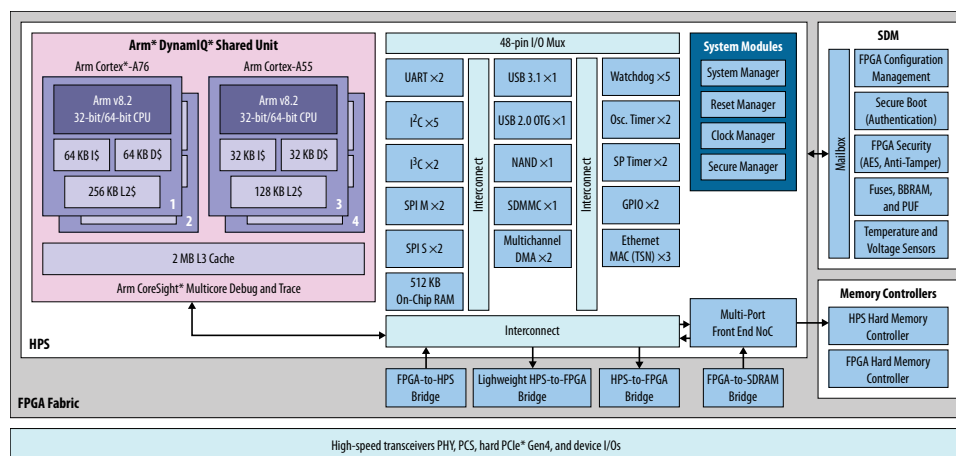 Arm* DynamIQ* Shared Unit
Arm Cortex*-A76
Arm v8.2
32-bit/64-bit CPU
64 KB I$
64 KB D$
256 KB L2$
1
2
Arm Cortex-A55
Arm v8.2
32-bit/64-bit CPU
32 KB I$
32 KB D$
128 KB L2$
3
4
2 MB L3 Cache
Arm CoreSight* Multicore Debug and Trace
HPS
48-pin I/O Mux
UART ×2
I²C ×5
I³C ×2
SPI M ×2
SPI S ×2
512 KB
On-Chip RAM
Interconnect
USB 3.1 ×1
USB 2.0 OTG ×1
NAND ×1
SDMMC ×1
Multichannel
DMA ×2
Interconnect
Watchdog ×5
Osc. Timer ×2
SP Timer ×2
GPIO ×2
Ethernet
MAC (TSN) ×3
System Modules
System Manager
Reset Manager
Clock Manager
Secure Manager
Interconnect
Multi-Port
Front End NoC
SDM
Mailbox
FPGA Configuration
Management
Secure Boot
(Authentication)
FPGA Security
(AES, Anti-Tamper)
Fuses, BBRAM,
and PUF
Temperature and
Voltage Sensors
Memory Controllers
HPS Hard Memory
Controller
FPGA Hard Memory
Controller
FPGA-to-HPS
Bridge
Lighweight HPS-to-FPGA
Bridge
HPS-to-FPGA
Bridge
FPGA-to-SDRAM
Bridge
FPGA Fabric
High-speed transceivers PHY, PCS, hard PCIe* Gen4, and device I/Os